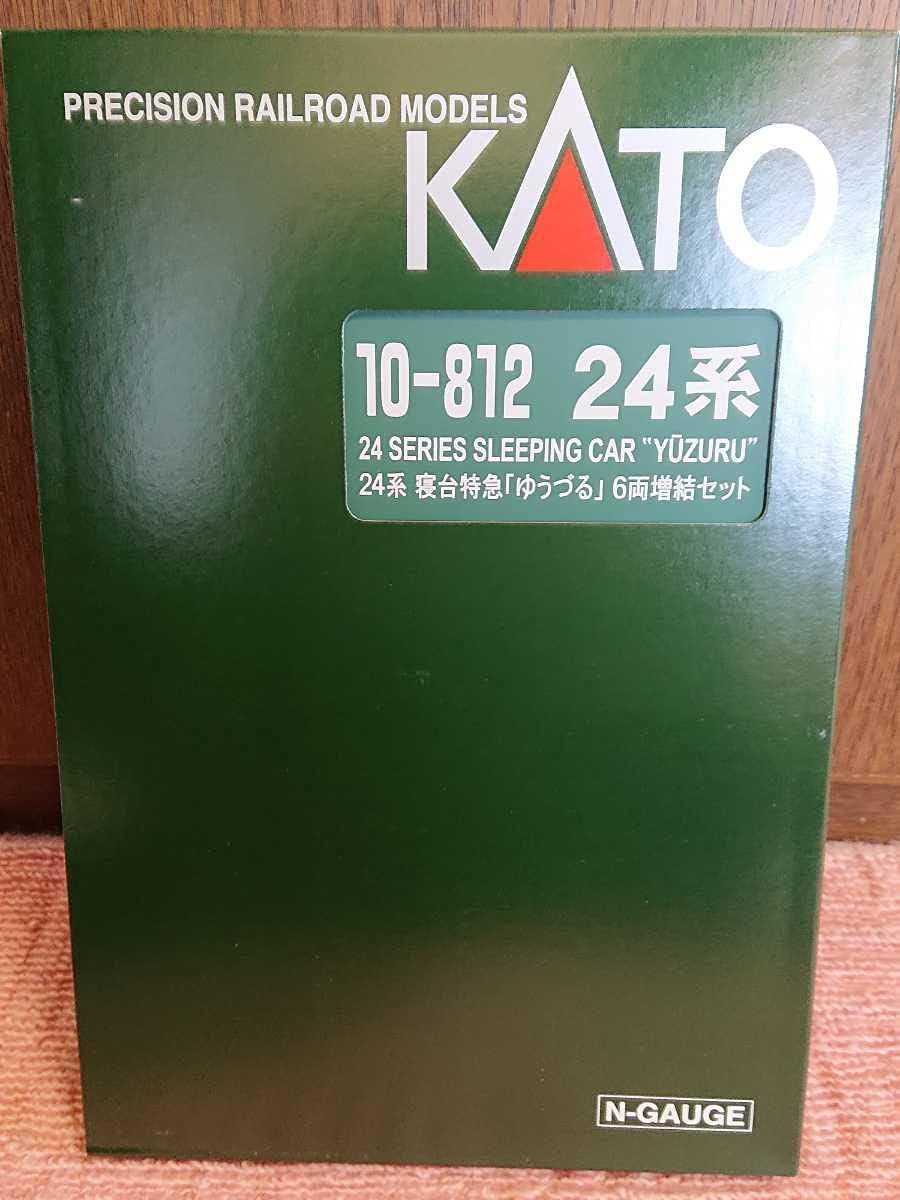 PRECISION RAILROAD MODELS
KATO
10-812 24系
24 SERIES SLEEPING CAR "YŪZURU"
24系 寝台特急「ゆうづる」 6両増結セット
N-GAUGE